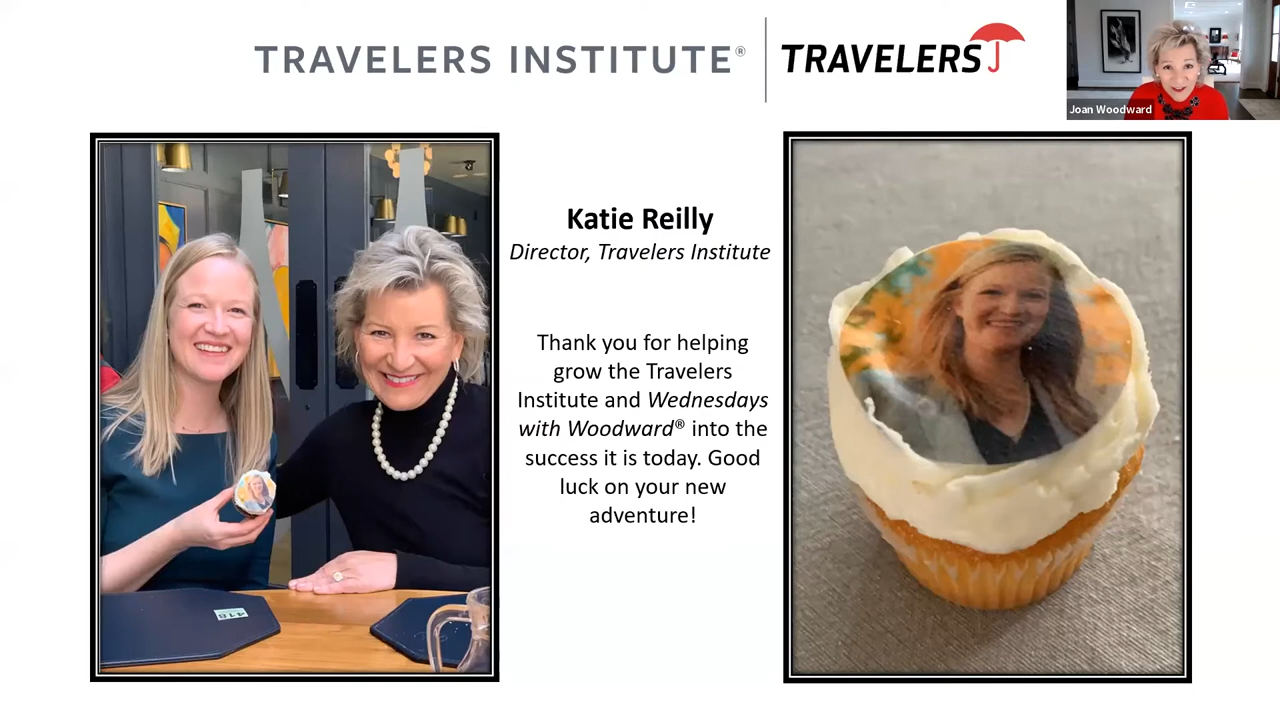 TRAVELERS INSTITUTE® TRAVELERS
Joan Woodward
Katie Reilly
Director, Travelers Institute
Thank you for helping
grow the Travelers
Institute and Wednesdays
with Woodward® into the
success it is today. Good
luck on your new
adventure!
418